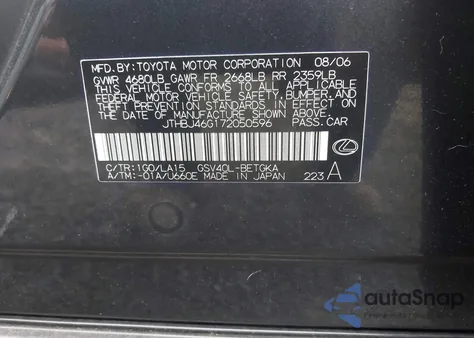 MFD.BY:TOYOTA MOTOR CORPORATION 08/06
GVWR 4680LB GAWR FR 2668LB RR 2359LB
THIS VEHICLE CONFORMS TO ALL APPLICABLE
FEDERAL MOTOR VEHICLE SAFETY, BUMPER, AND
THEFT PREVENTION STANDARDS IN EFFECT ON THE
DATE OF MANUFACTURE SHOWN ABOVE.
JTHBJ46G172050596 PASS.CAR
C/TR:1G0/LA15 GSV40L-BETGKA
A/TM:-01A/U660E MADE IN JAPAN 223 A
autoSnap